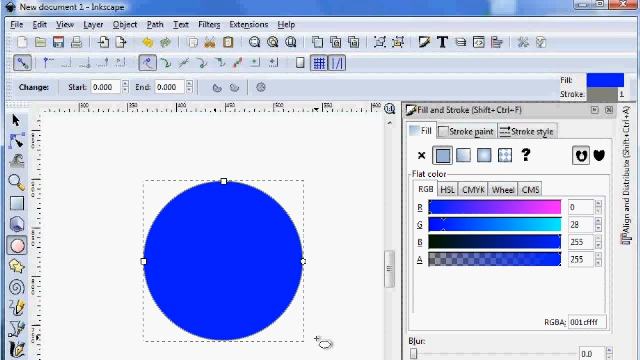 New document 1 - Inkscape
File Edit View Layer Object Path Text Filters Extensions Help
Change: Start: 0.000 End: 0.000
Fill:
Stroke: 1
Fill and Stroke (Shift+Ctrl+F)
Fill Stroke paint Stroke style
?
Flat color
RGB HSL CMYK Wheel CMS
R 0
G 28
B 255
A 255
RGBA: 001cffff
Blur:
0.0
Align and Distribute (Shift+Ctrl